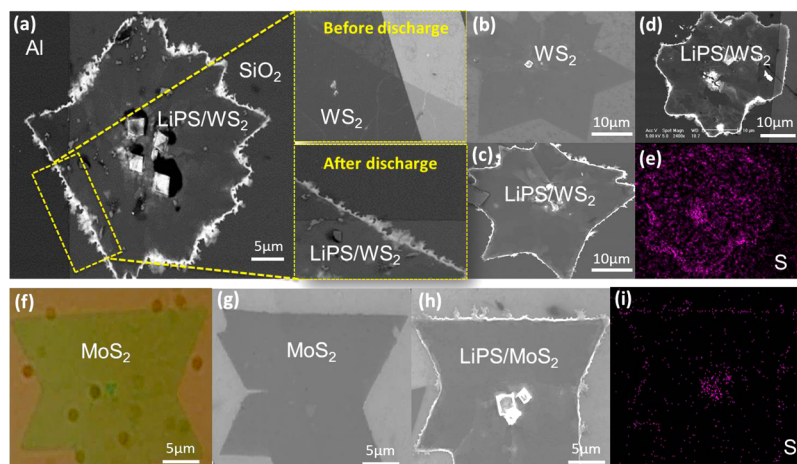 (a)
Al
SiO₂
LiPS/WS₂
5μm
Before discharge
WS₂
After discharge
LiPS/WS₂
(b)
WS₂
10μm
(c)
LiPS/WS₂
10μm
(d)
LiPS/WS₂
10μm
(e)
S
(f)
MoS₂
5μm
(g)
MoS₂
5μm
(h)
LiPS/MoS₂
5μm
(i)
S